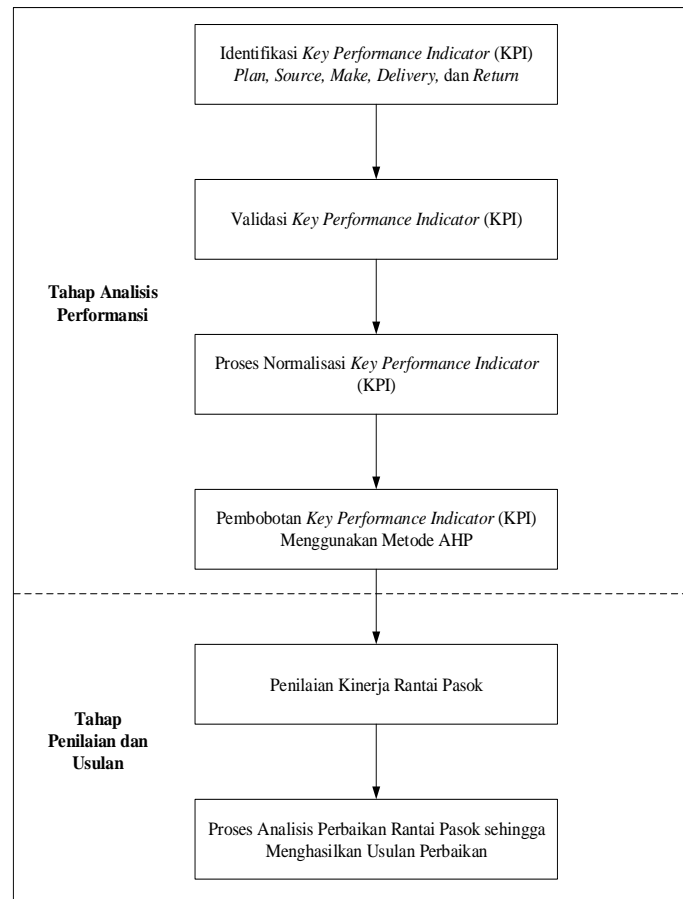 Identifikasi Key Performance Indicator (KPI)
Plan, Source, Make, Delivery, dan Return
Validasi Key Performance Indicator (KPI)
Tahap Analisis
Performansi
Proses Normalisasi Key Performance Indicator
(KPI)
Pembobotan Key Performance Indicator (KPI)
Menggunakan Metode AHP
Penilaian Kinerja Rantai Pasok
Tahap
Penilaian dan
Usulan
Proses Analisis Perbaikan Rantai Pasok sehingga
Menghasilkan Usulan Perbaikan